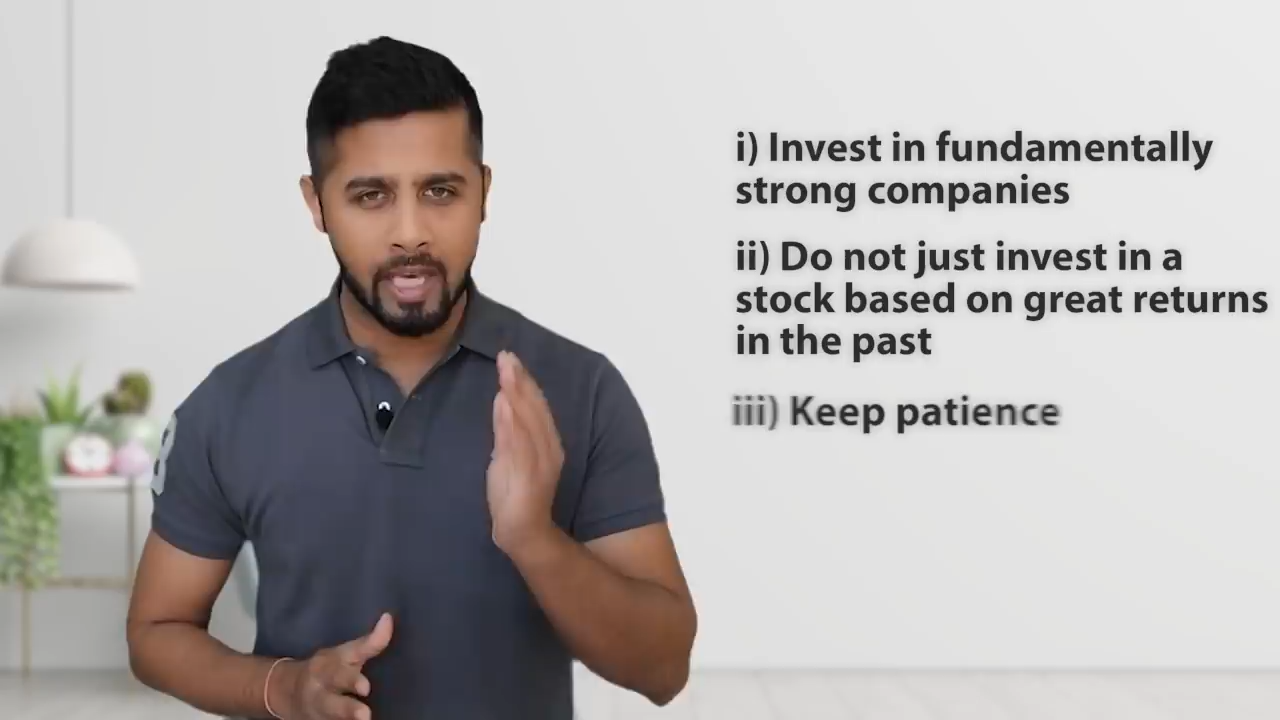 i) Invest in fundamentally
strong companies
ii) Do not just invest in a
stock based on great returns
in the past
iii) Keep patience